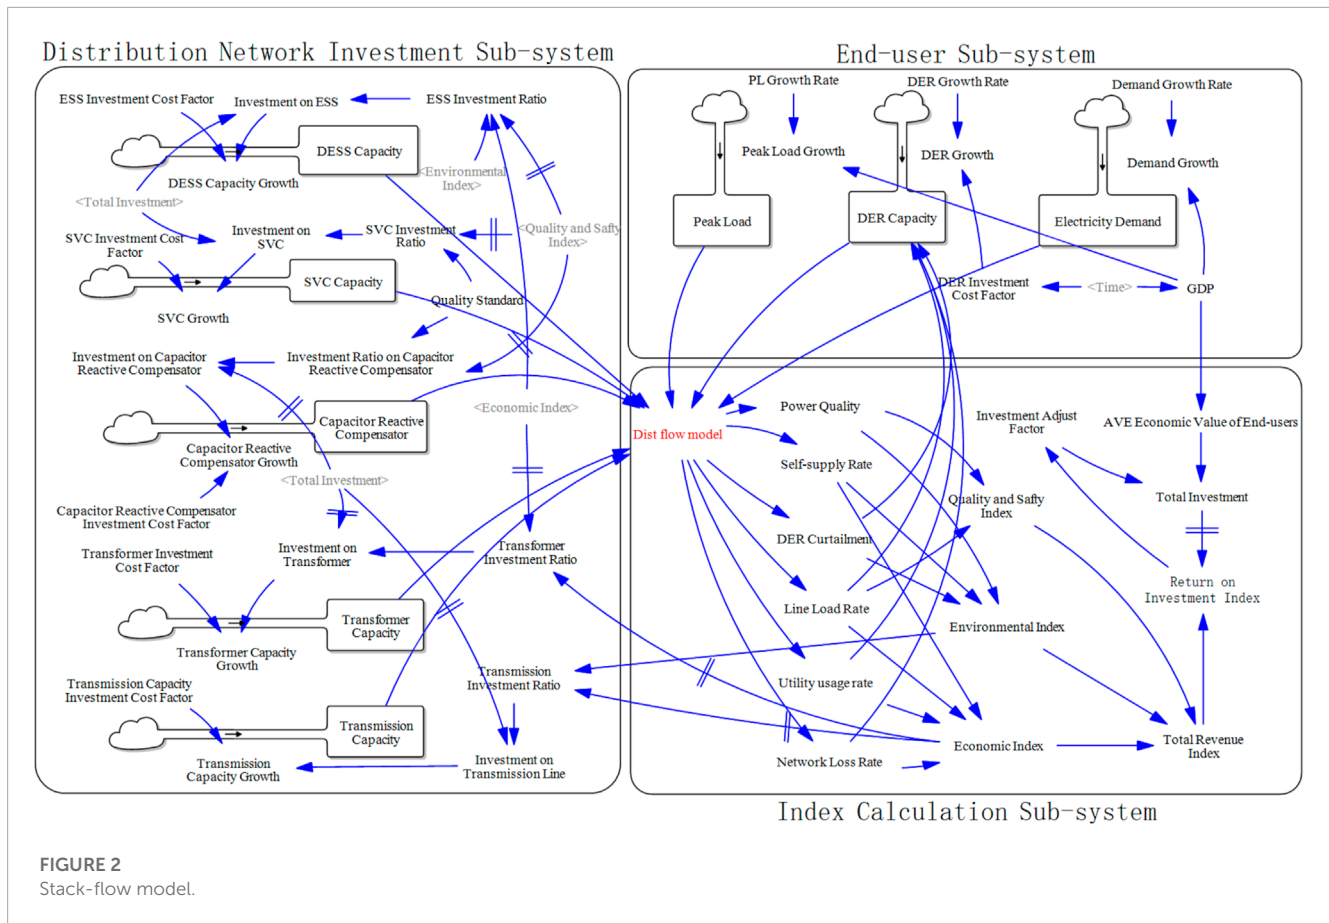 Distribution Network Investment Sub-system
ESS Investment Cost Factor
Investment on ESS
ESS Investment Ratio
DESS Capacity
<Environmental
Index>
DESS Capacity Growth
<Total Investment>
SVC Investment Cost
Factor
Investment on
SVC
SVC Investment
Ratio
<Quality and Safty
Index>
SVC Capacity
Quality Standard
SVC Growth
Investment on Capacitor
Reactive Compensator
Investment Ratio on Capacitor
Reactive Compensator
<Economic Index>
Capacitor Reactive
Compensator
Capacitor Reactive
Compensator Growth
<Total Investment>
Capacitor Reactive Compensator
Investment Cost Factor
Transformer Investment
Cost Factor
Investment on
Transformer
Transformer
Investment Ratio
Transformer
Capacity
Transformer Capacity
Growth
Transmission Capacity
Investment Cost Factor
Transmission
Investment Ratio
Transmission
Capacity
Transmission
Capacity Growth
Investment on
Transmission Line
End-user Sub-system
PL Growth Rate
DER Growth Rate
Demand Growth Rate
Peak Load Growth
DER Growth
Demand Growth
Peak Load
DER Capacity
Electricity Demand
DER Investment
Cost Factor
<Time>
GDP
Dist flow model
Power Quality
Investment Adjust
Factor
AVE Economic Value of End-users
Self-supply Rate
Quality and Safty
Index
Total Investment
DER Curtailment
Return on
Investment Index
Line Load Rate
Environmental Index
Utility usage rate
Economic Index
Total Revenue
Index
Network Loss Rate
Index Calculation Sub-system
FIGURE 2
Stack-flow model.